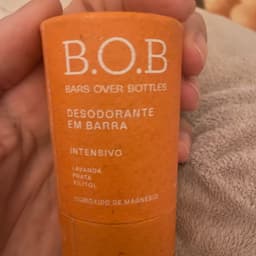 B.O.B
BARS OVER BOTTLES
DESODORANTE
EM BARRA
INTENSIVO
LAVANDA
PRATA
XILITOL
HIDRÓXIDO DE MAGNÉSIO